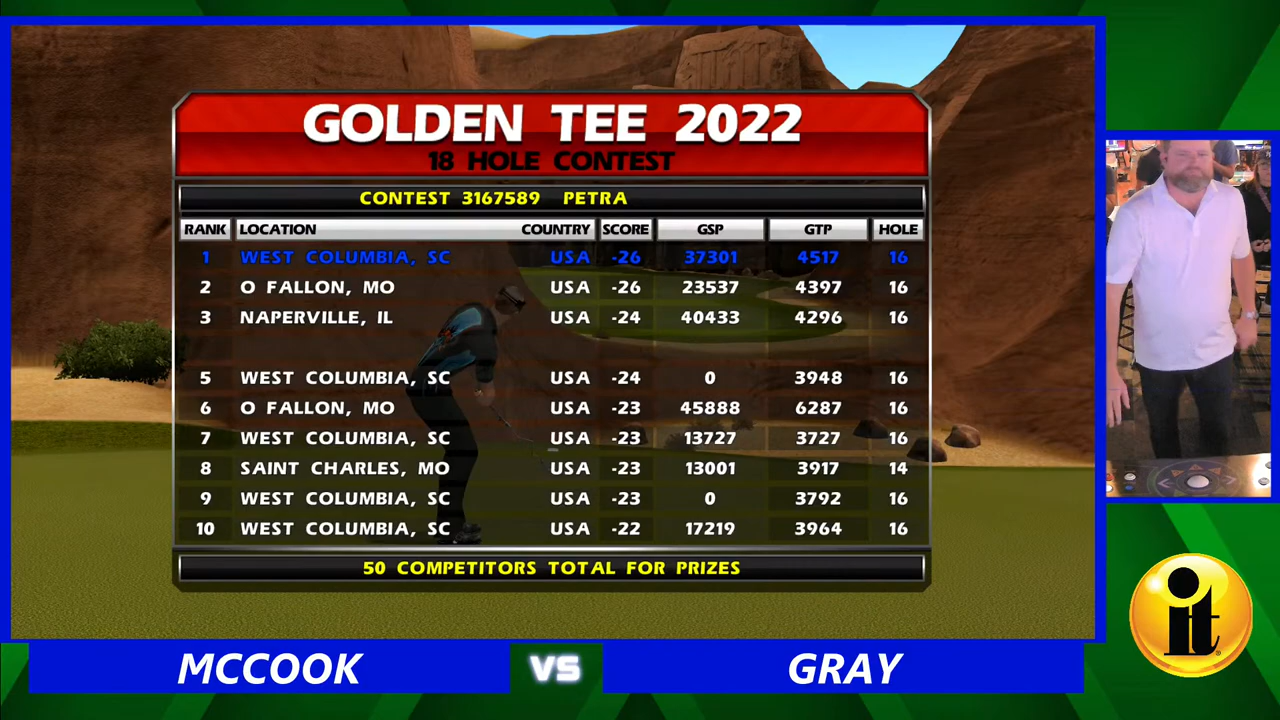 GOLDEN TEE 2022
18 HOLE CONTEST
CONTEST 3167589 PETRA
RANK LOCATION COUNTRY SCORE GSP GTP HOLE
1 WEST COLUMBIA, SC USA -26 37301 4517 16
2 O FALLON, MO USA -26 23537 4397 16
3 NAPERVILLE, IL USA -24 40433 4296 16
5 WEST COLUMBIA, SC USA -24 0 3948 16
6 O FALLON, MO USA -23 45888 6287 16
7 WEST COLUMBIA, SC USA -23 13727 3727 16
8 SAINT CHARLES, MO USA -23 13001 3917 14
9 WEST COLUMBIA, SC USA -23 0 3792 16
10 WEST COLUMBIA, SC USA -22 17219 3964 16
50 COMPETITORS TOTAL FOR PRIZES
it
MCCOOK VS GRAY